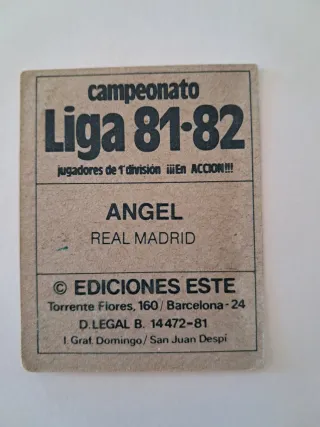 campeonato
Liga 81•82
jugadores de 1ª división ¡¡¡En ACCION!!!
ANGEL
REAL MADRID
© EDICIONES ESTE
Torrente Flores, 160 / Barcelona - 24
D. LEGAL B. 14472-81
I. Graf. Domingo / San Juan Despí